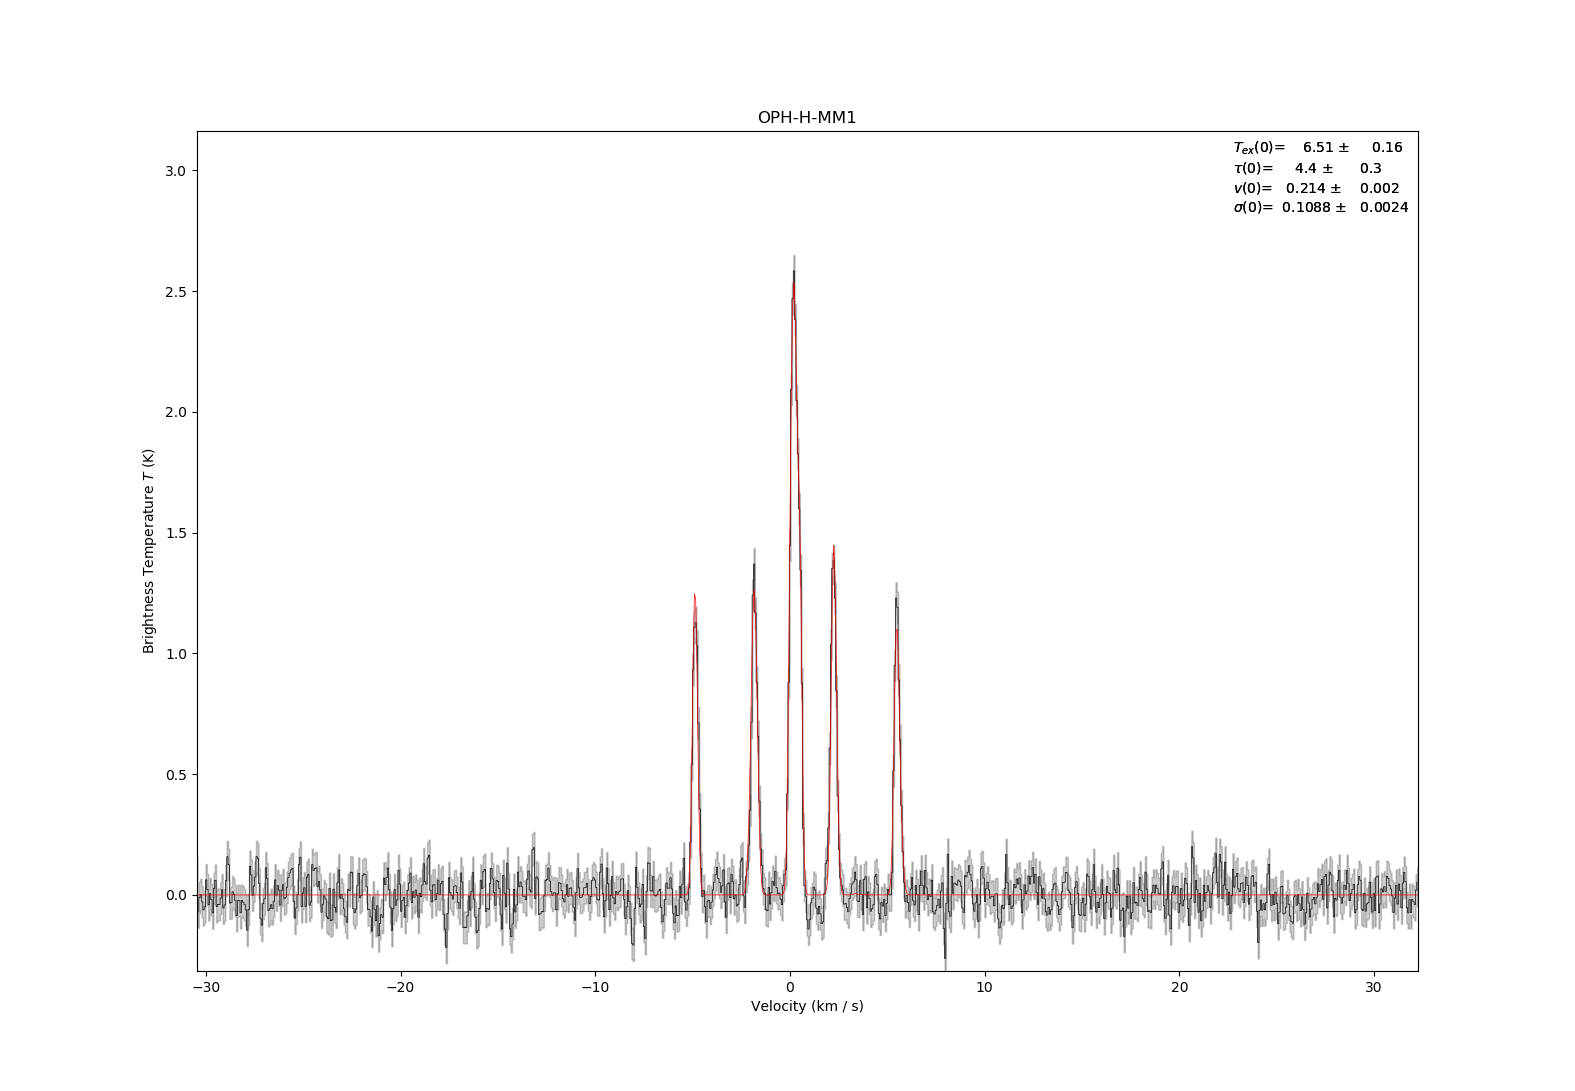 OPH-H-MM1
T_ex(0)= 6.51 ± 0.16
τ(0)= 4.4 ± 0.3
v(0)= 0.214 ± 0.002
σ(0)= 0.1088 ± 0.0024
3.0
2.5
2.0
1.5
1.0
0.5
0.0
Brightness Temperature T (K)
−30 −20 −10 0 10 20 30
Velocity (km / s)